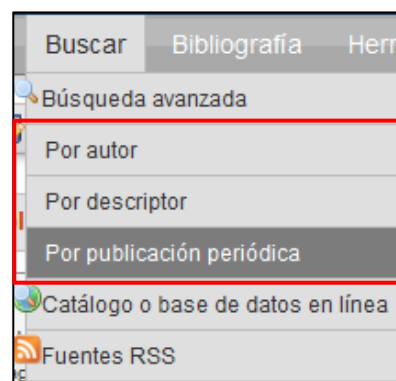 Buscar Bibliografía Herr
Búsqueda avanzada
Por autor
Por descriptor
Por publicación periódica
Catálogo o base de datos en línea
Fuentes RSS